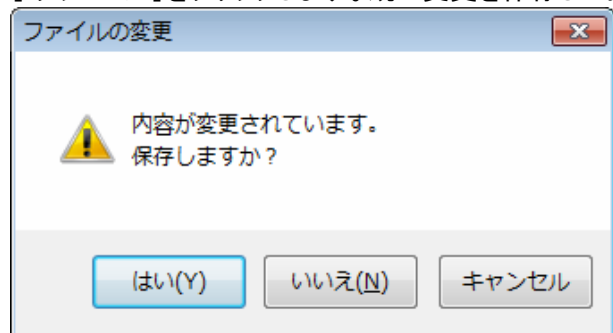 ファイルの変更
内容が変更されています。
保存しますか？
はい(Y)
いいえ(N)
キャンセル